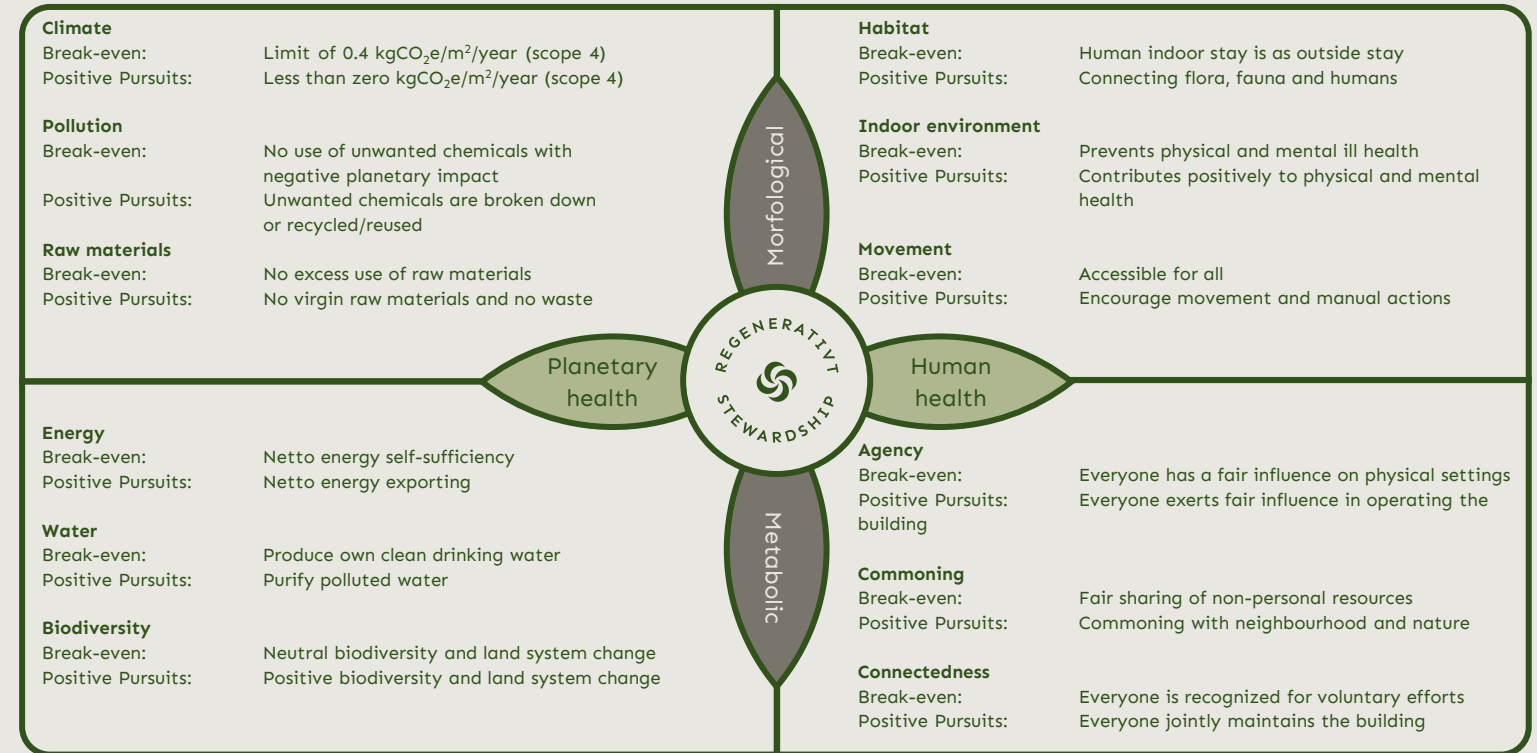 Climate
Break-even: Limit of 0.4 kgCO₂e/m²/year (scope 4)
Positive Pursuits: Less than zero kgCO₂e/m²/year (scope 4)
Pollution
Break-even: No use of unwanted chemicals with
negative planetary impact
Positive Pursuits: Unwanted chemicals are broken down
or recycled/reused
Raw materials
Break-even: No excess use of raw materials
Positive Pursuits: No virgin raw materials and no waste
Habitat
Break-even: Human indoor stay is as outside stay
Positive Pursuits: Connecting flora, fauna and humans
Indoor environment
Break-even: Prevents physical and mental ill health
Positive Pursuits: Contributes positively to physical and mental
health
Movement
Break-even: Accessible for all
Positive Pursuits: Encourage movement and manual actions
Morfological
Planetary
health
REGENERATIVT
STEWARDSHIP
Human
health
Metabolic
Energy
Break-even: Netto energy self-sufficiency
Positive Pursuits: Netto energy exporting
Water
Break-even: Produce own clean drinking water
Positive Pursuits: Purify polluted water
Biodiversity
Break-even: Neutral biodiversity and land system change
Positive Pursuits: Positive biodiversity and land system change
Agency
Break-even: Everyone has a fair influence on physical settings
Positive Pursuits: Everyone exerts fair influence in operating the
building
Commoning
Break-even: Fair sharing of non-personal resources
Positive Pursuits: Commoning with neighbourhood and nature
Connectedness
Break-even: Everyone is recognized for voluntary efforts
Positive Pursuits: Everyone jointly maintains the building